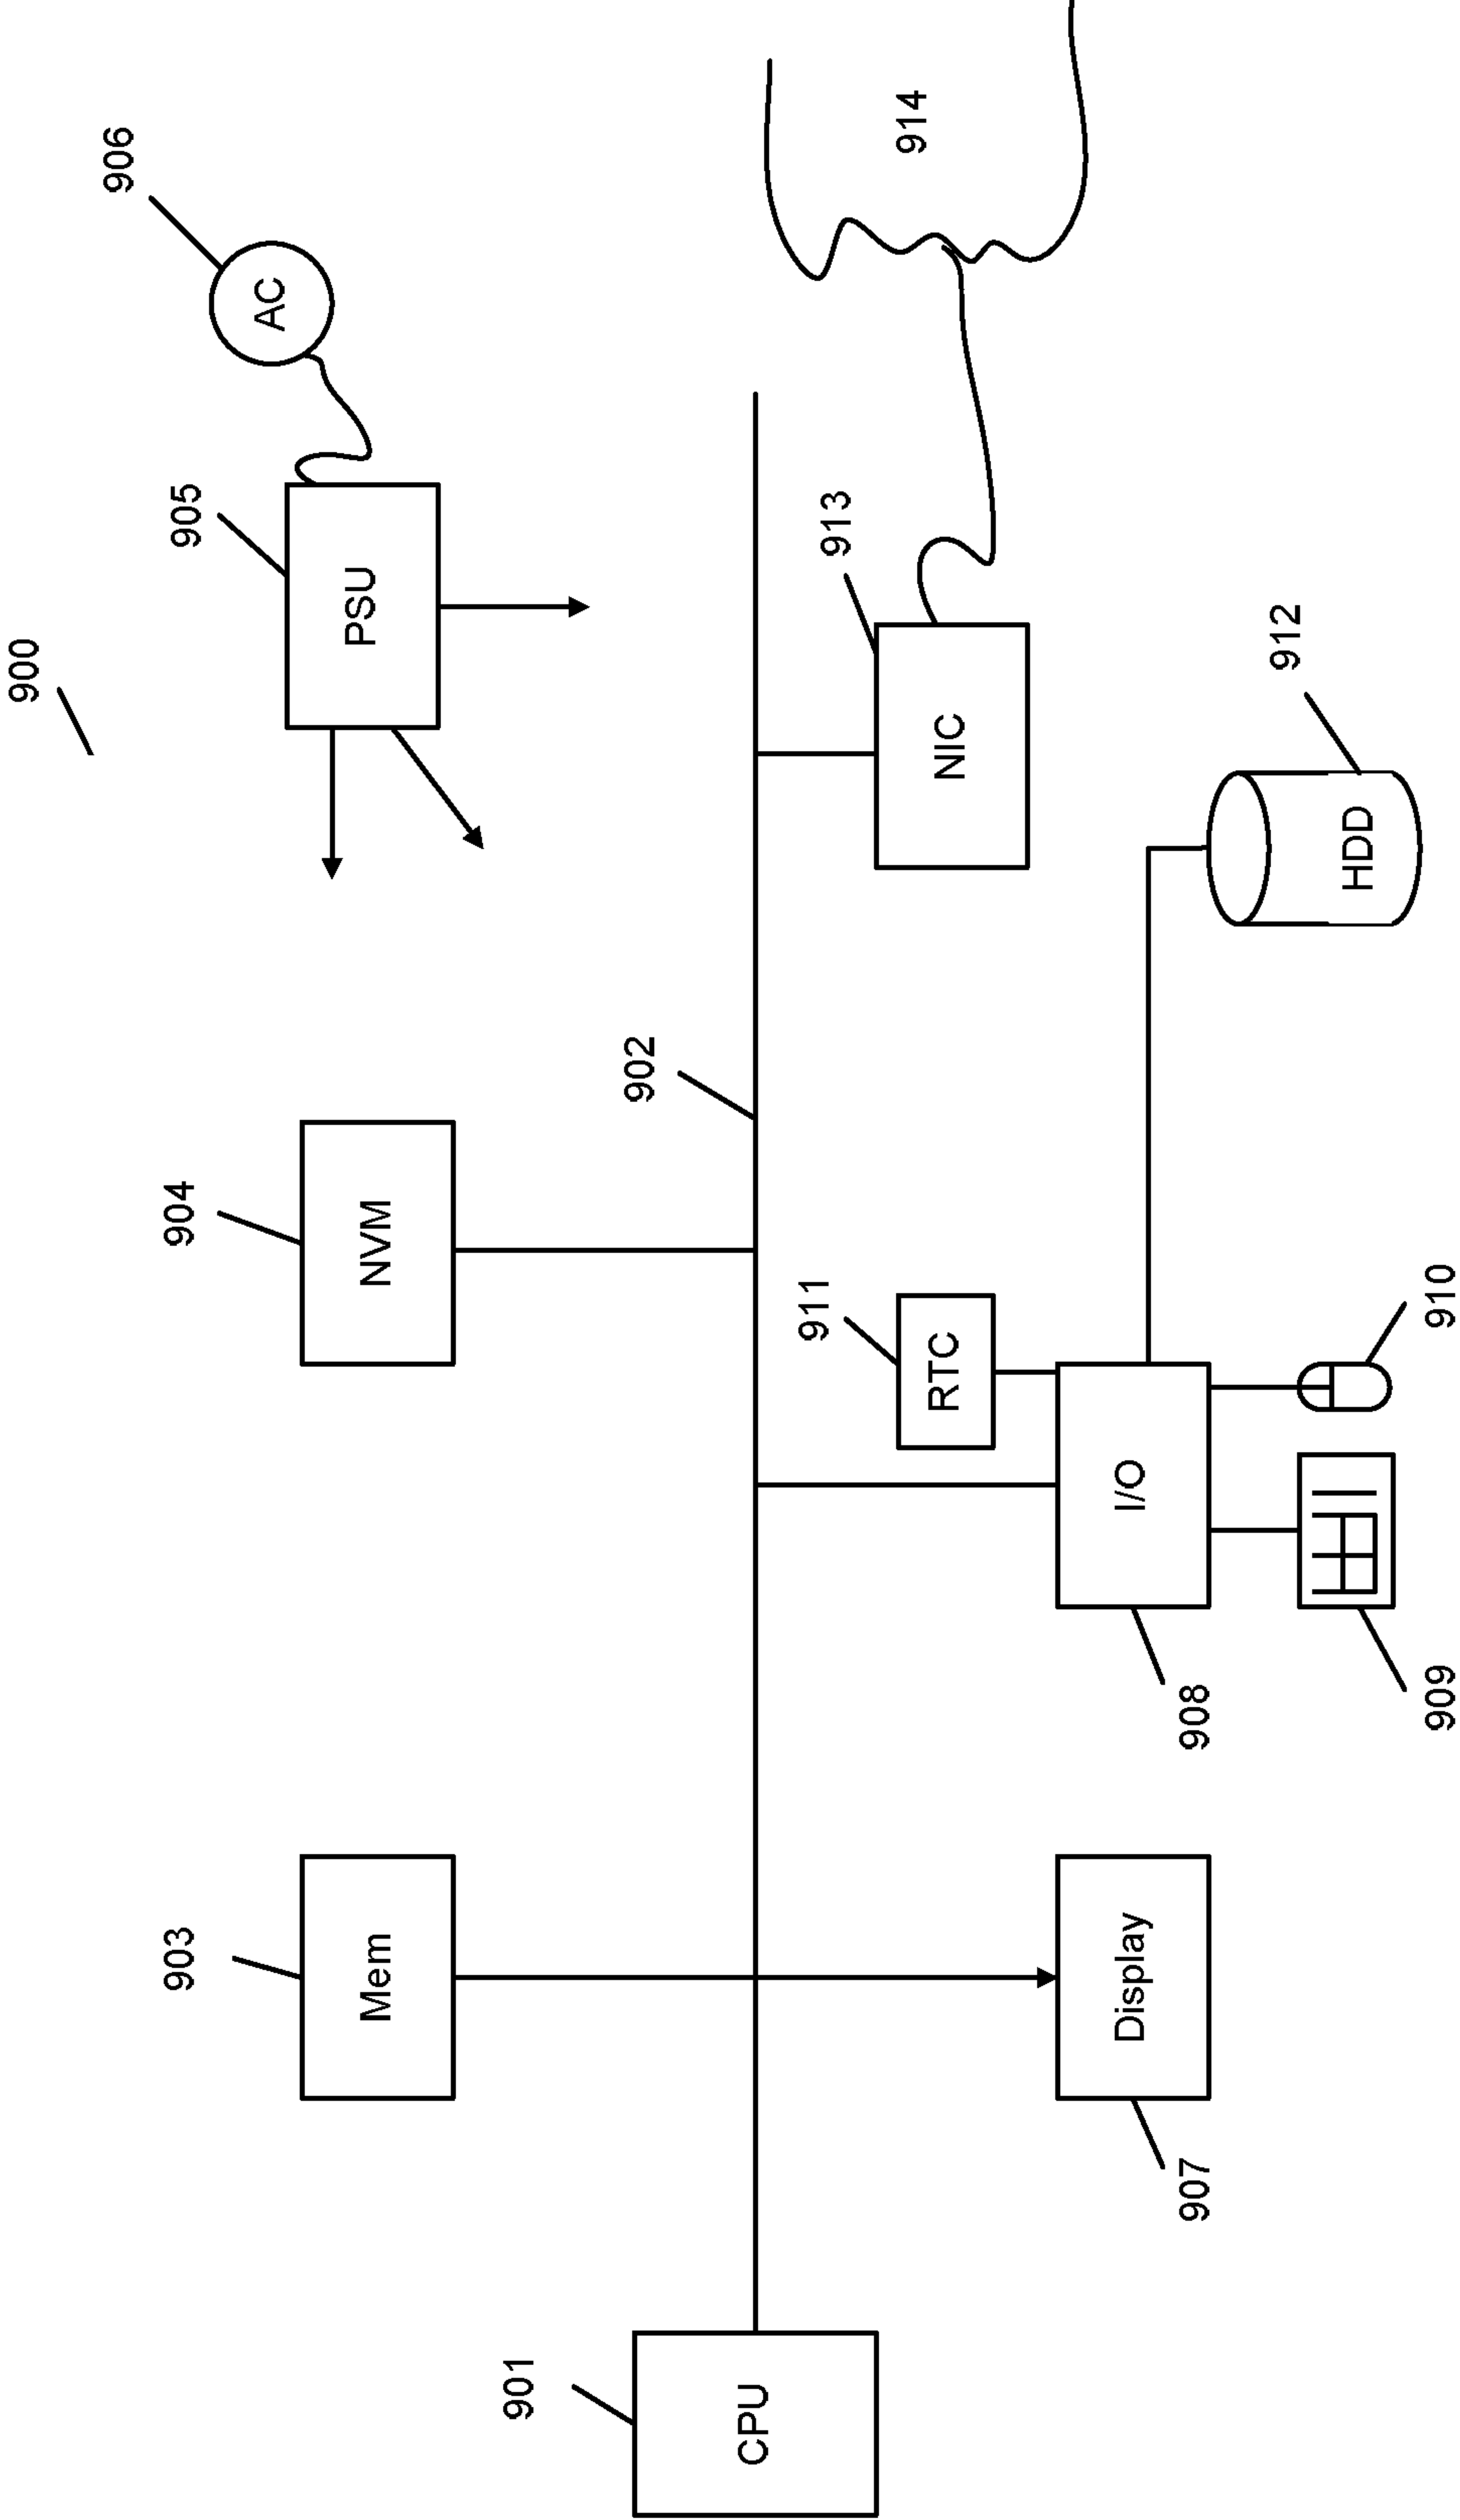 900
906
AC
905
PSU
904
NVM
903
Mem
902
901
CPU
914
913
NIC
911
RTC
912
HDD
I/O
908
910
909
Display
907